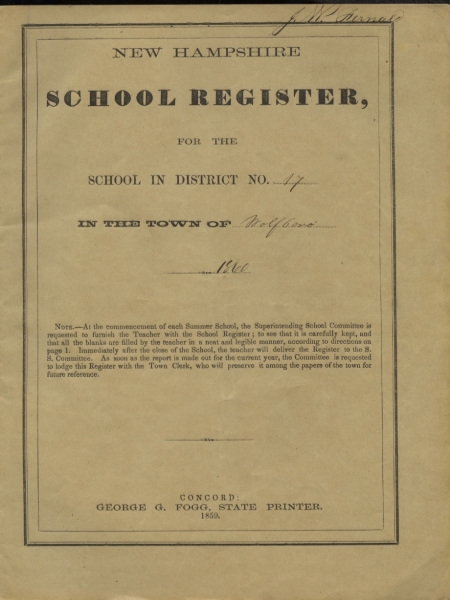 J. W.
NEW HAMPSHIRE
SCHOOL REGISTER,
FOR THE
SCHOOL IN DISTRICT NO. 17
IN THE TOWN OF Wolfboro
1860
NOTE.—At the commencement of each Summer School, the Superintending School Committee is
requested to furnish the Teacher with the School Register; to see that it is carefully kept, and
that all the blanks are filled by the teacher in a neat and legible manner, according to directions on
page 1. Immediately after the close of the School, the teacher will deliver the Register to the S.
S. Committee. As soon as the report is made out for the current year, the Committee is requested
to lodge this Register with the Town Clerk, who will preserve it among the papers of the town for
future reference.
CONCORD:
GEORGE G. FOGG, STATE PRINTER.
1859.